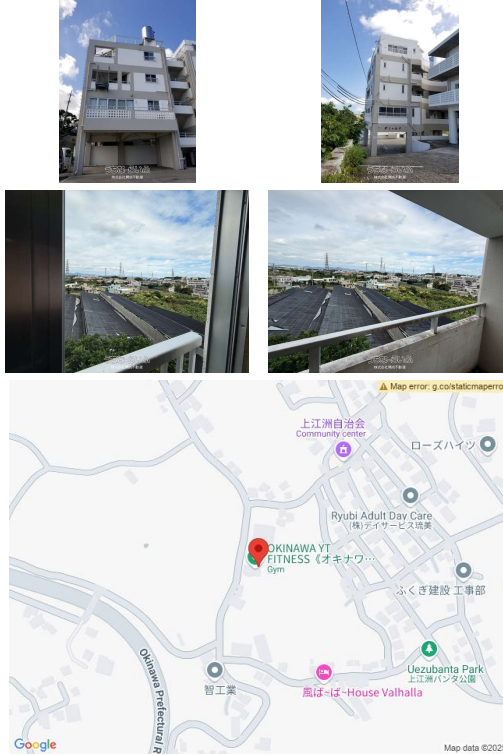 Map error: g.co/staticmaperro
上江洲自治会
Community center
ローズハイツ
Ryubi Adult Day Care
(株)デイサービス琉美
OKINAWA YT
FITNESS《オキナワ…
Gym
ふくぎ建設 工事部
Uezubanta Park
上江洲バンタ公園
智工業
風ば~ば~House Valhalla
Okinawa Prefectural R
Google
Map data ©202